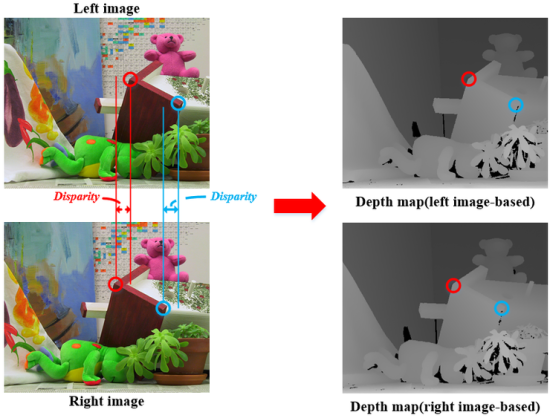 Left image
Disparity
Disparity
Right image
Depth map(left image-based)
Depth map(right image-based)